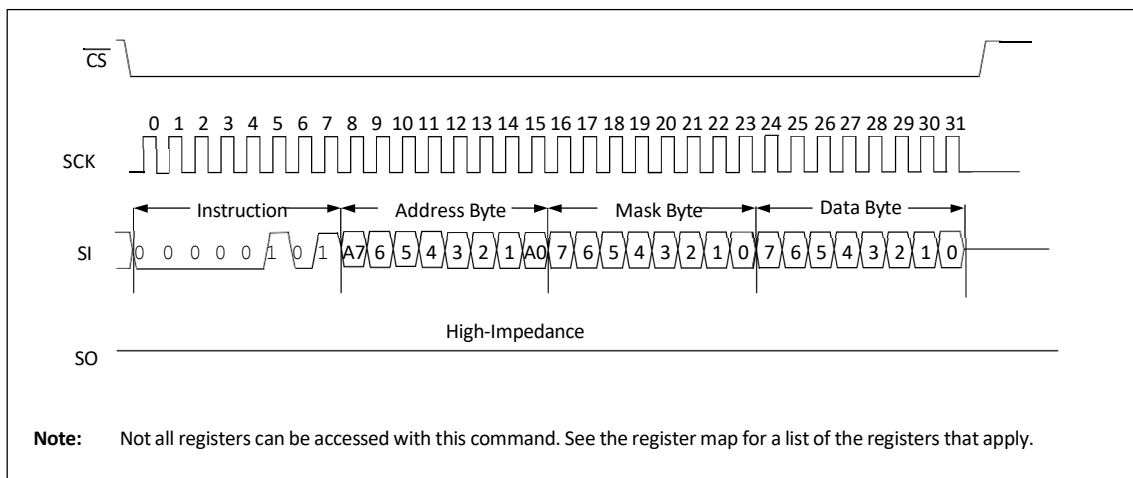 CS
0 1 2 3 4 5 6 7 8 9 10 11 12 13 14 15 16 17 18 19 20 21 22 23 24 25 26 27 28 29 30 31
SCK
Instruction Address Byte Mask Byte Data Byte
SI 0 0 0 0 0 1 0 1 A7 6 5 4 3 2 1 A0 7 6 5 4 3 2 1 0 7 6 5 4 3 2 1 0
High-Impedance
SO
Note: Not all registers can be accessed with this command. See the register map for a list of the registers that apply.